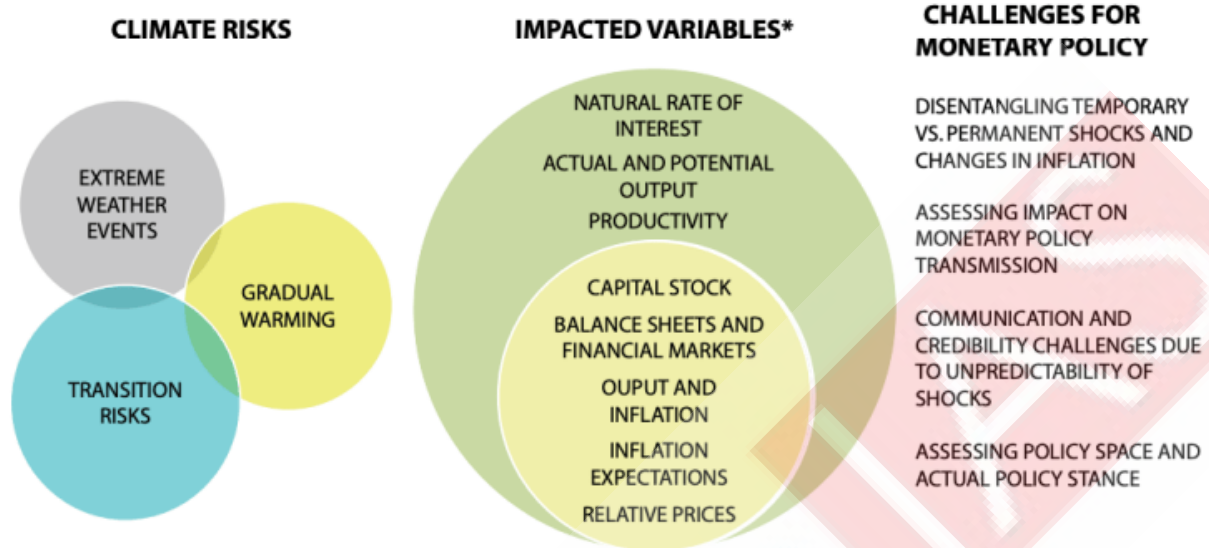 CLIMATE RISKS
EXTREME
WEATHER
EVENTS
GRADUAL
WARMING
TRANSITION
RISKS
IMPACTED VARIABLES*
NATURAL RATE OF
INTEREST
ACTUAL AND POTENTIAL
OUTPUT
PRODUCTIVITY
CAPITAL STOCK
BALANCE SHEETS AND
FINANCIAL MARKETS
OUPUT AND
INFLATION
INFLATION
EXPECTATIONS
RELATIVE PRICES
CHALLENGES FOR
MONETARY POLICY
DISENTANGLING TEMPORARY
VS. PERMANENT SHOCKS AND
CHANGES IN INFLATION
ASSESSING IMPACT ON
MONETARY POLICY
TRANSMISSION
COMMUNICATION AND
CREDIBILITY CHALLENGES DUE
TO UNPREDICTABILITY OF
SHOCKS
ASSESSING POLICY SPACE AND
ACTUAL POLICY STANCE
IAS